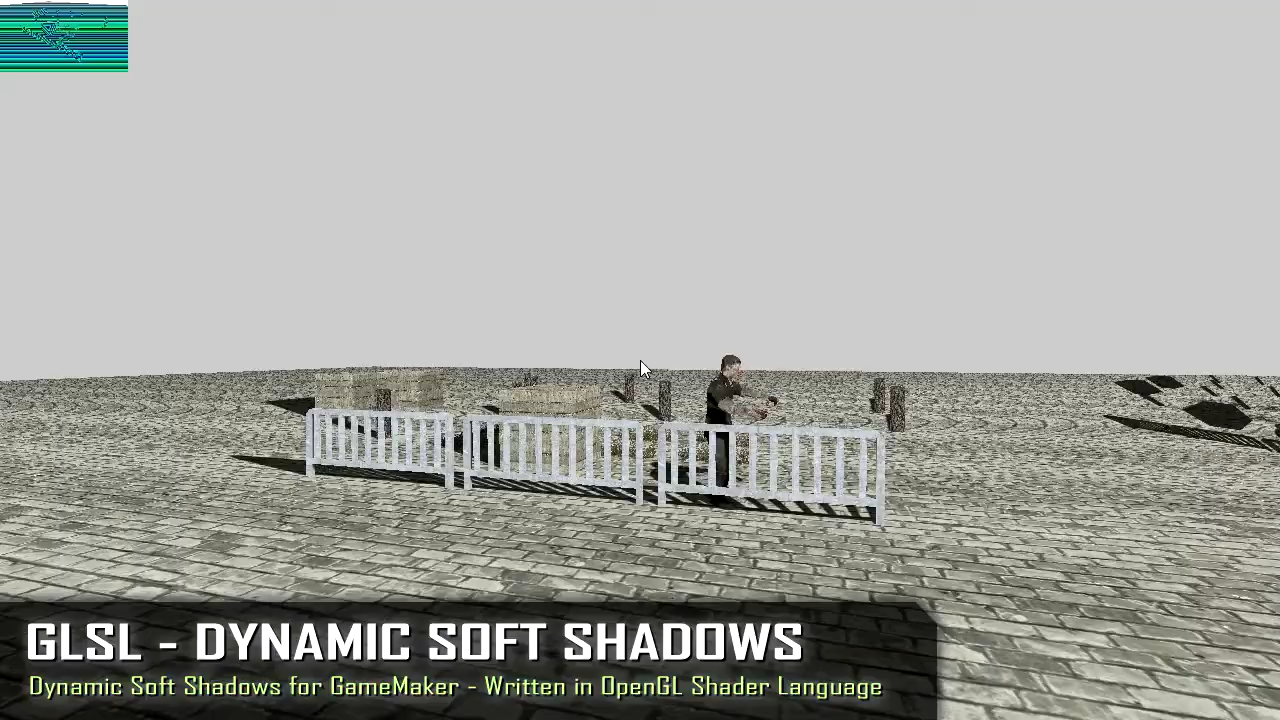 GLSL - DYNAMIC SOFT SHADOWS
Dynamic Soft Shadows for GameMaker - Written in OpenGL Shader Language